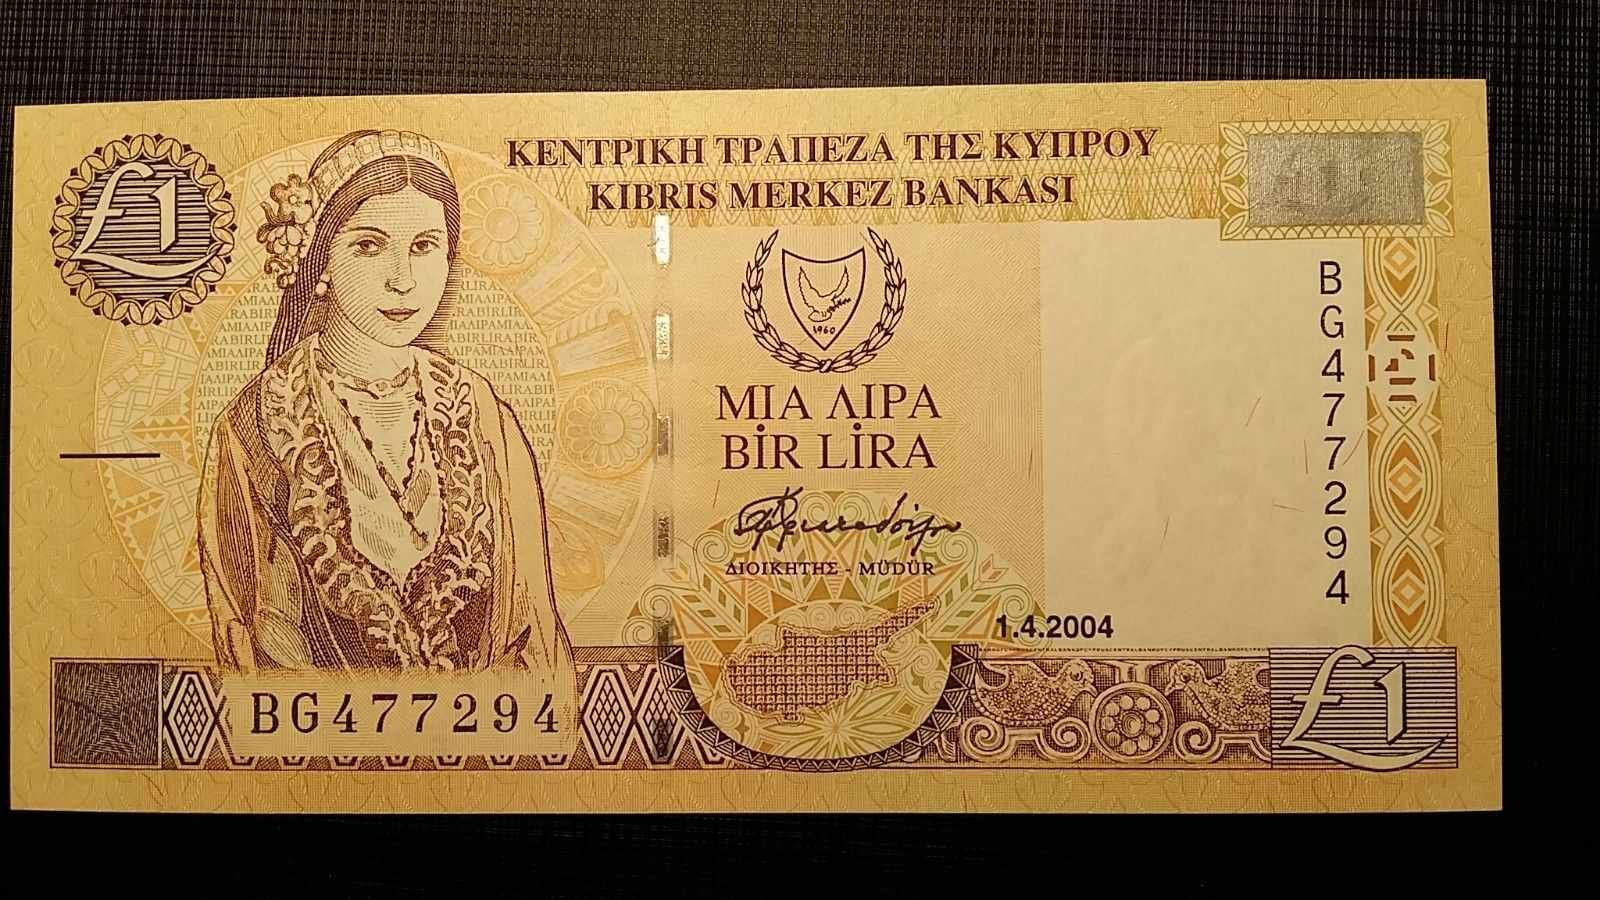 £1
ΚΕΝΤΡΙΚΗ ΤΡΑΠΕΖΑ ΤΗΣ ΚΥΠΡΟΥ
KIBRIS MERKEZ BANKASI
1960
ΜΙΑ ΛΙΡΑ
BİR LİRA
ΔΙΟΙΚΗΤΗΣ - MÜDÜR
1.4.2004
BG477294
BG477294
£1